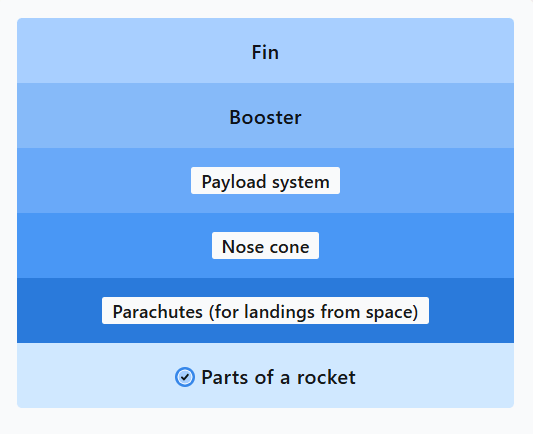 Fin
Booster
Payload system
Nose cone
Parachutes (for landings from space)
Parts of a rocket